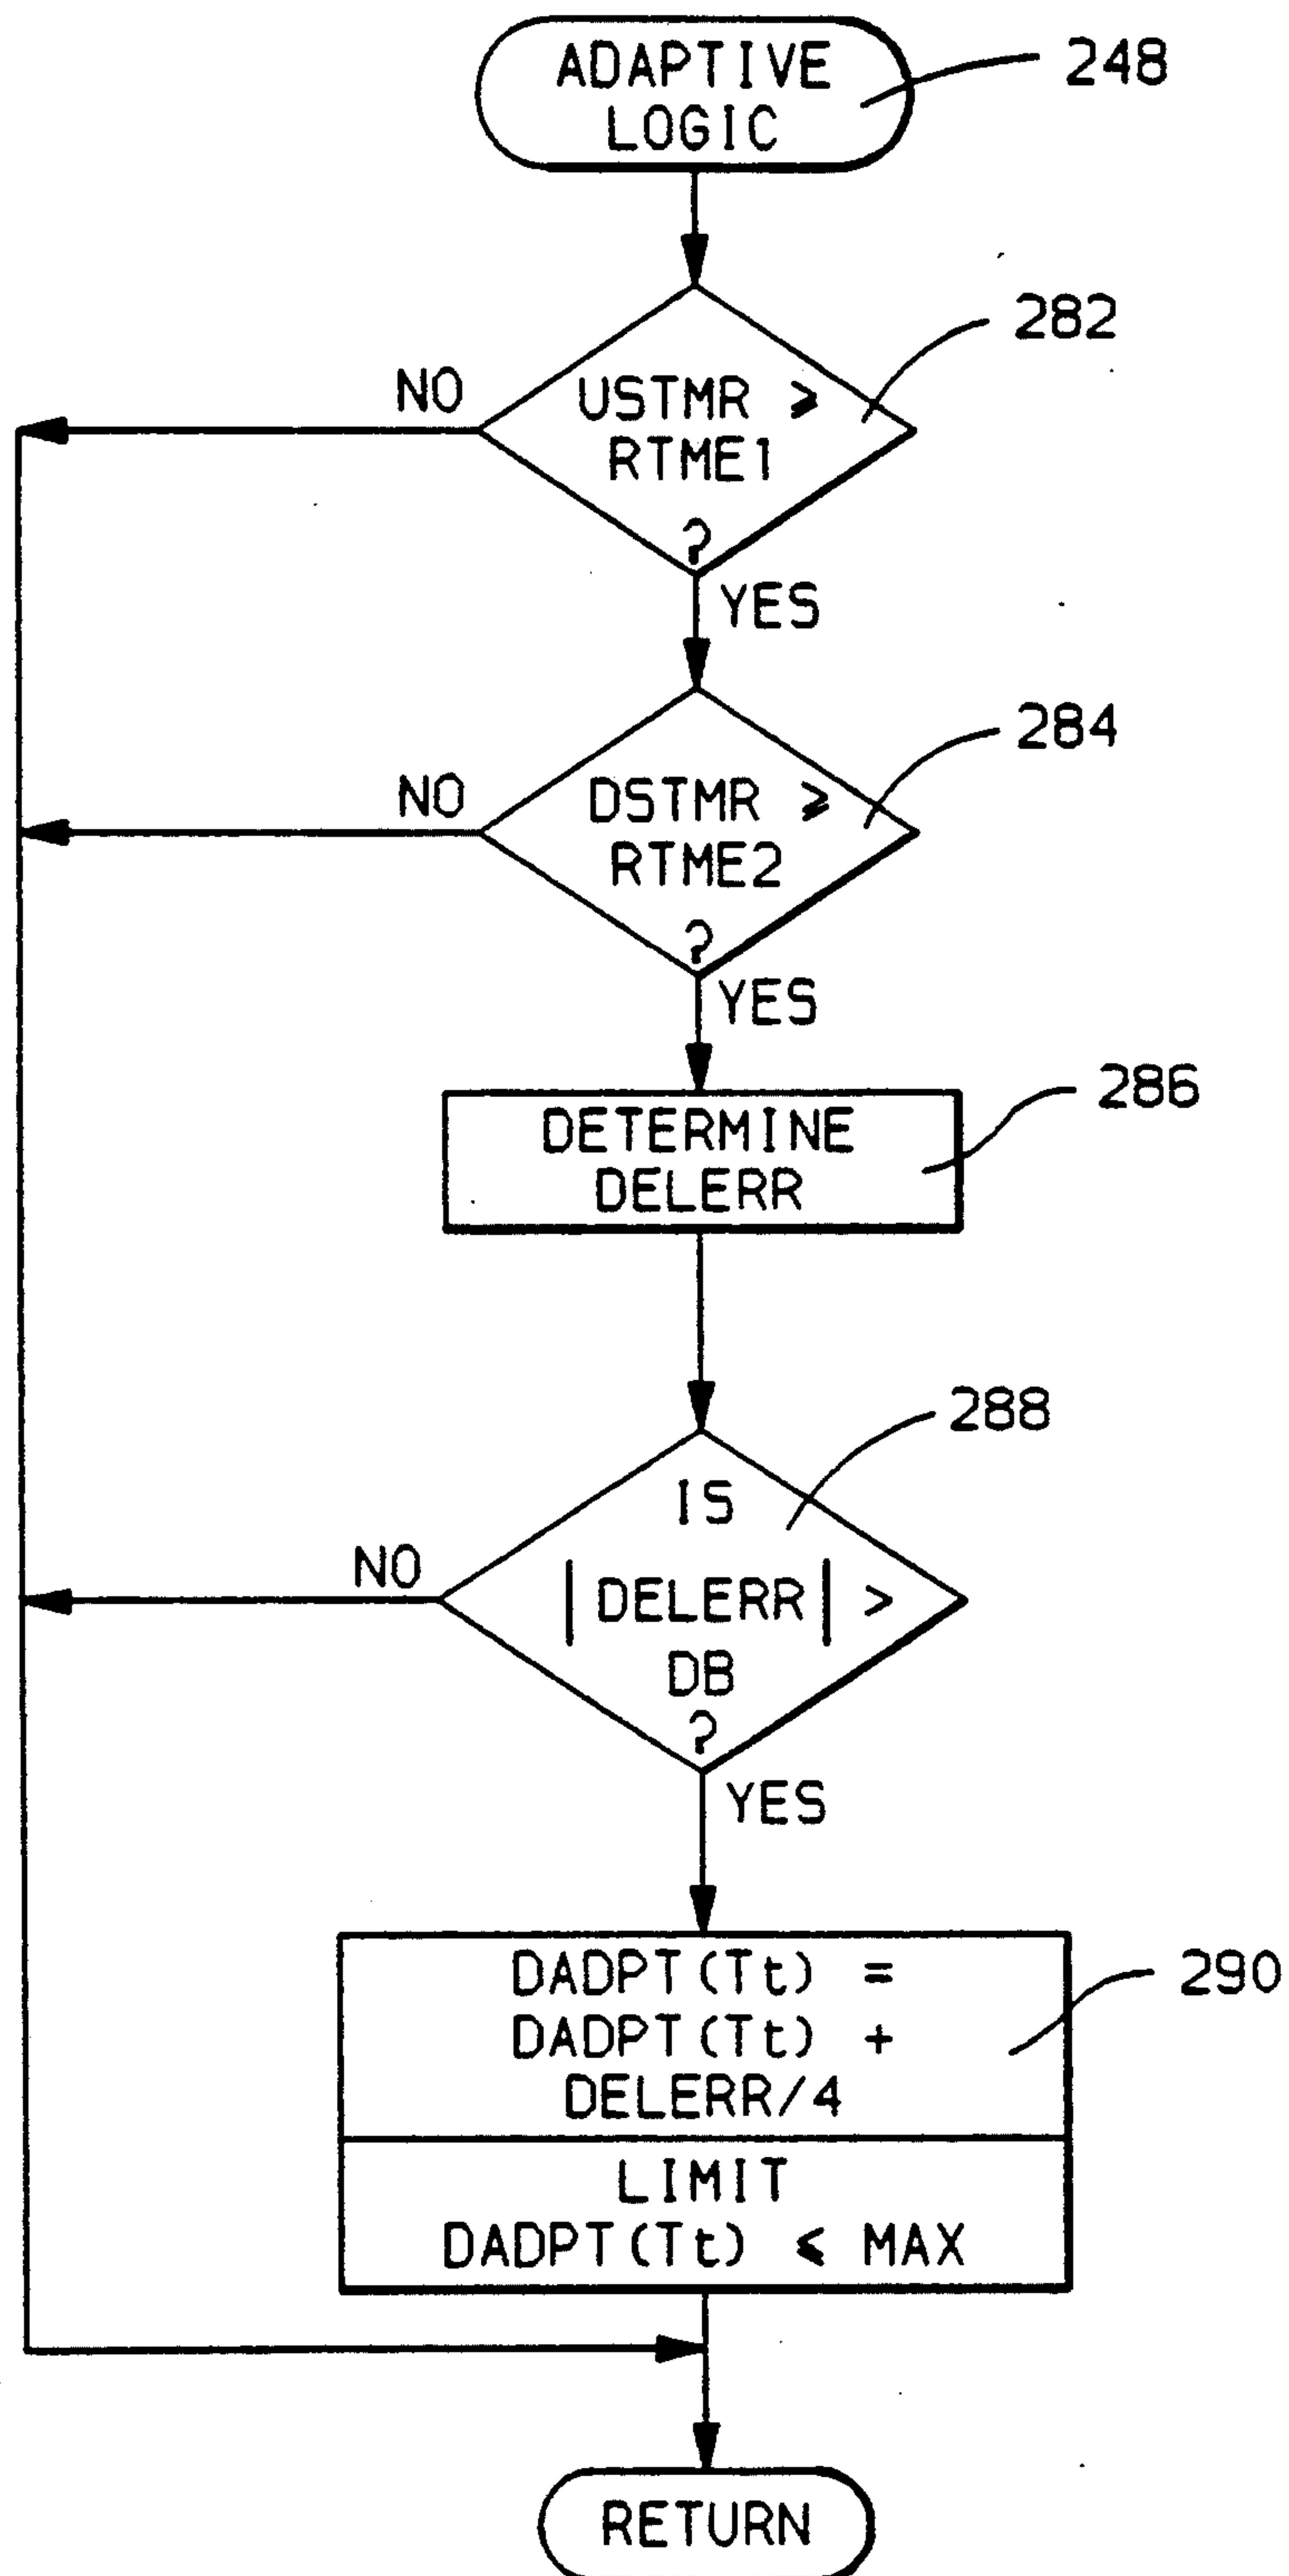 ADAPTIVE
LOGIC
248
282
NO
USTMR ⩾
RTME1
?
YES
284
NO
DSTMR ⩾
RTME2
?
YES
286
DETERMINE
DELERR
288
IS
NO
|DELERR| >
DB
?
YES
290
DADPT(Tt) =
DADPT(Tt) +
DELERR/4
LIMIT
DADPT(Tt) ⩽ MAX
RETURN